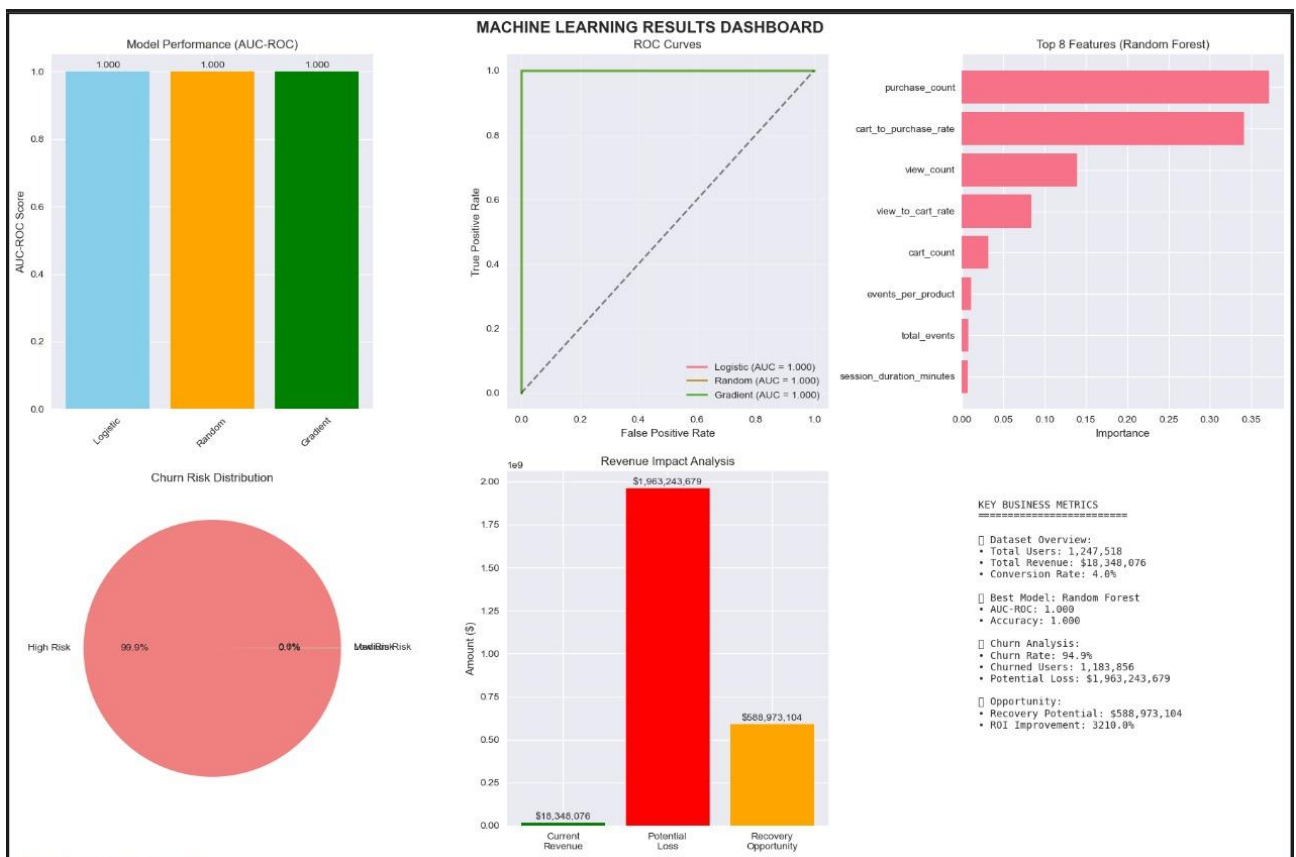 MACHINE LEARNING RESULTS DASHBOARD
Model Performance (AUC-ROC)
1.000 1.000 1.000
1.0
0.8
0.6
0.4
0.2
0.0
AUC-ROC Score
Logistic
Random
Gradient
ROC Curves
1.0
0.8
0.6
0.4
0.2
0.0
True Positive Rate
Logistic (AUC = 1.000)
Random (AUC = 1.000)
Gradient (AUC = 1.000)
0.0 0.2 0.4 0.6 0.8 1.0
False Positive Rate
Top 8 Features (Random Forest)
purchase_count
cart_to_purchase_rate
view_count
view_to_cart_rate
cart_count
events_per_product
total_events
session_duration_minutes
0.00 0.05 0.10 0.15 0.20 0.25 0.30 0.35
Importance
Churn Risk Distribution
High Risk
99.9%
Revenue Impact Analysis
1e9
2.00
1.75
1.50
1.25
1.00
0.75
0.50
0.25
0.00
Amount ($)
$18,348,076
$1,963,243,679
$588,973,104
Current
Revenue
Potential
Loss
Recovery
Opportunity
KEY BUSINESS METRICS
=========================
Dataset Overview:
• Total Users: 1,247,518
• Total Revenue: $18,348,076
• Conversion Rate: 4.0%
Best Model: Random Forest
• AUC-ROC: 1.000
• Accuracy: 1.000
Churn Analysis:
• Churn Rate: 94.9%
• Churned Users: 1,183,856
• Potential Loss: $1,963,243,679
Opportunity:
• Recovery Potential: $588,973,104
• ROI Improvement: 3210.0%